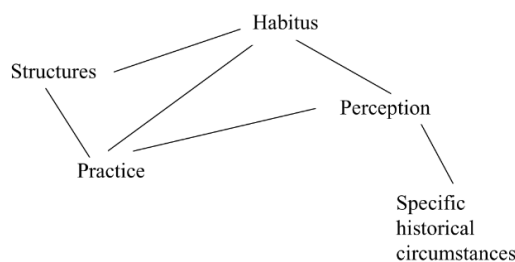 Habitus
Structures
Perception
Practice
Specific
historical
circumstances